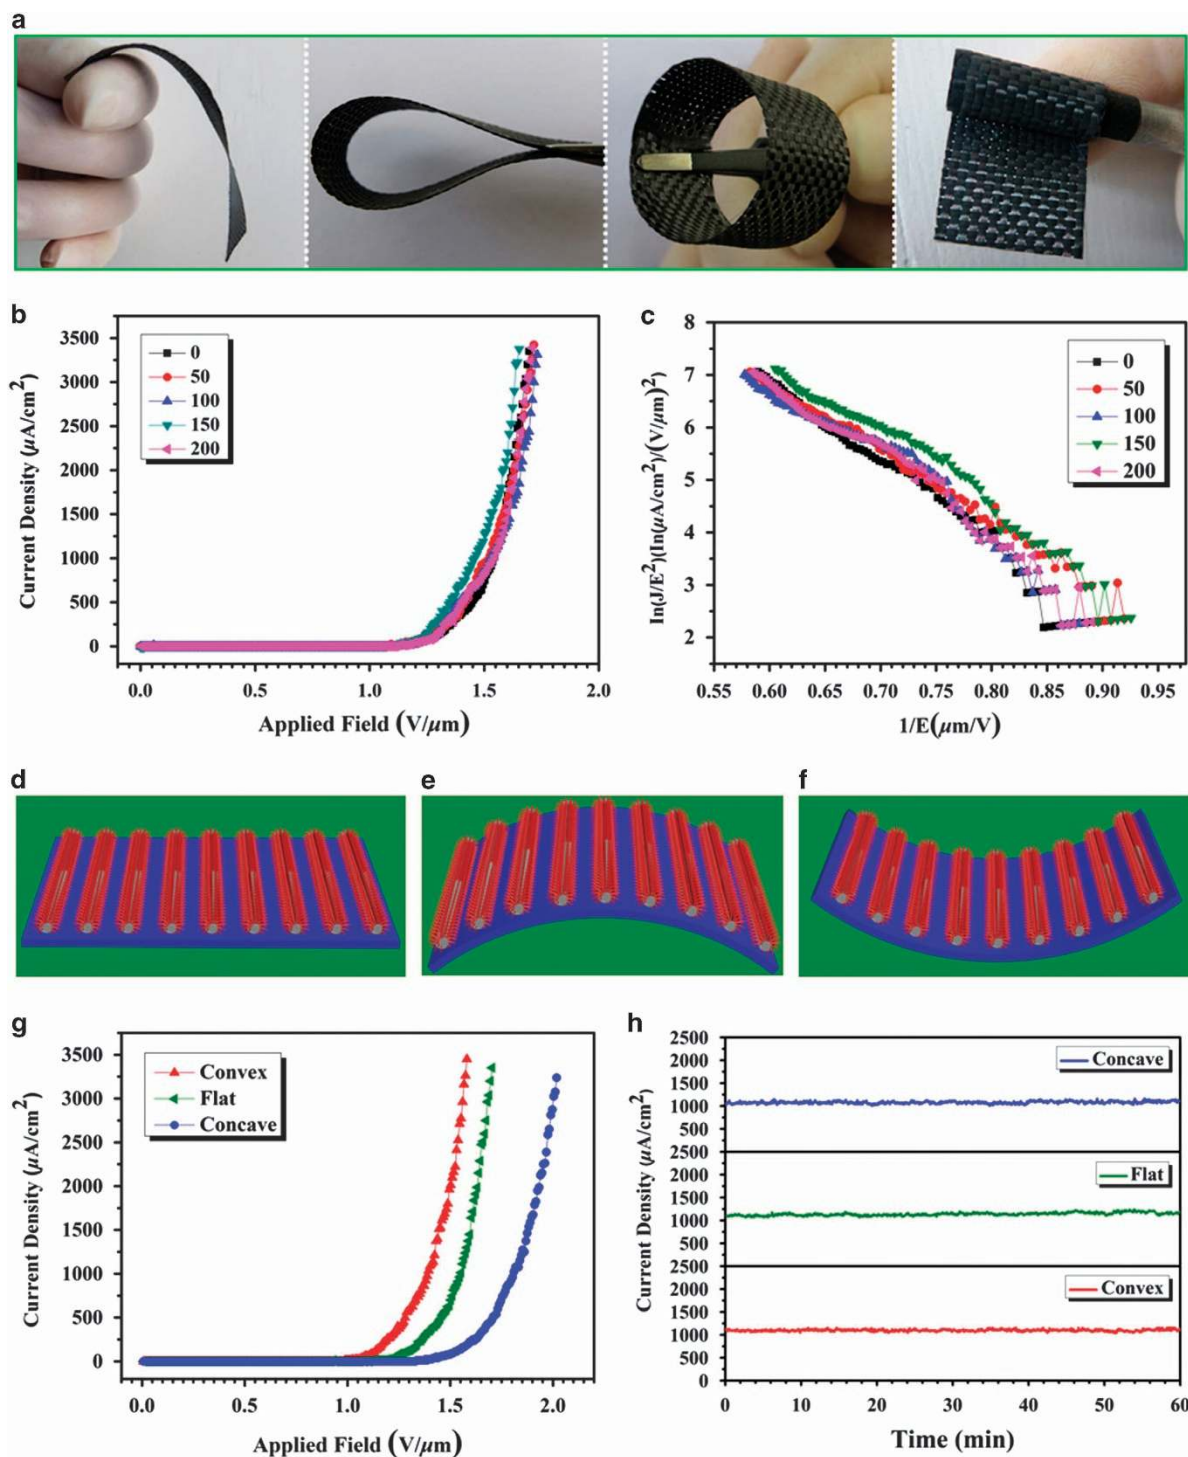 a
b
3500
3000
2500
2000
1500
1000
500
0
Current Density (μA/cm²)
0
50
100
150
200
0.0 0.5 1.0 1.5 2.0
Applied Field (V/μm)
c
8
7
6
5
4
3
2
In(J/E²)(In(μA/cm²)/(V/μm)²)
0
50
100
150
200
0.55 0.60 0.65 0.70 0.75 0.80 0.85 0.90 0.95
1/E(μm/V)
d
e
f
g
3500
3000
2500
2000
1500
1000
500
0
Current Density (μA/cm²)
Convex
Flat
Concave
0.0 0.5 1.0 1.5 2.0
Applied Field (V/μm)
h
2500
2000
1500
1000
500
Concave
2500
2000
1500
1000
500
Flat
2500
2000
1500
1000
500
0
Convex
Current Density (μA/cm²)
0 10 20 30 40 50 60
Time (min)